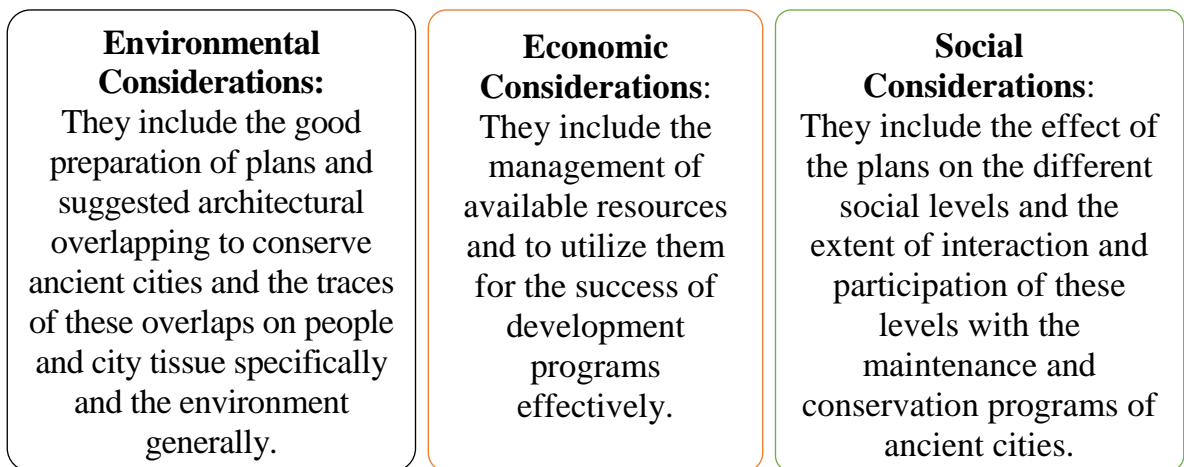 Environmental
Considerations:
They include the good
preparation of plans and
suggested architectural
overlapping to conserve
ancient cities and the traces
of these overlaps on people
and city tissue specifically
and the environment
generally.
Economic
Considerations:
They include the
management of
available resources
and to utilize them
for the success of
development
programs
effectively.
Social
Considerations:
They include the effect of
the plans on the different
social levels and the
extent of interaction and
participation of these
levels with the
maintenance and
conservation programs of
ancient cities.